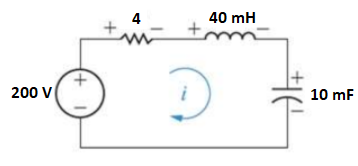 4 40 mH
+ − + −
200 V + − i + − 10 mF